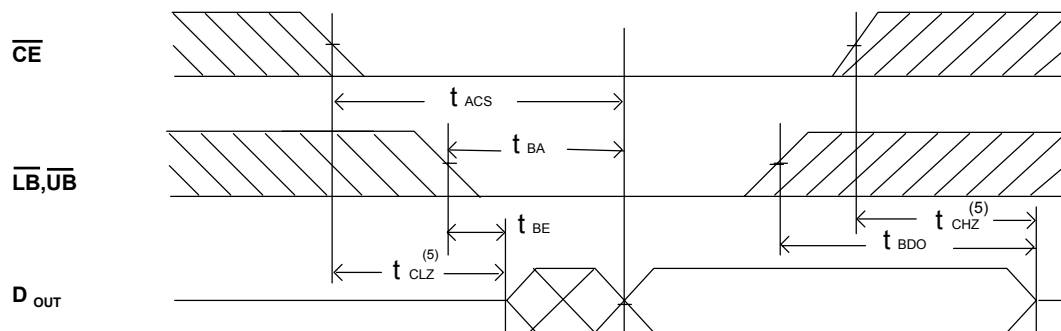 CE
t ACS
t BA
LB,UB
t BE
t CHZ (5)
t BDO
t CLZ (5)
D OUT